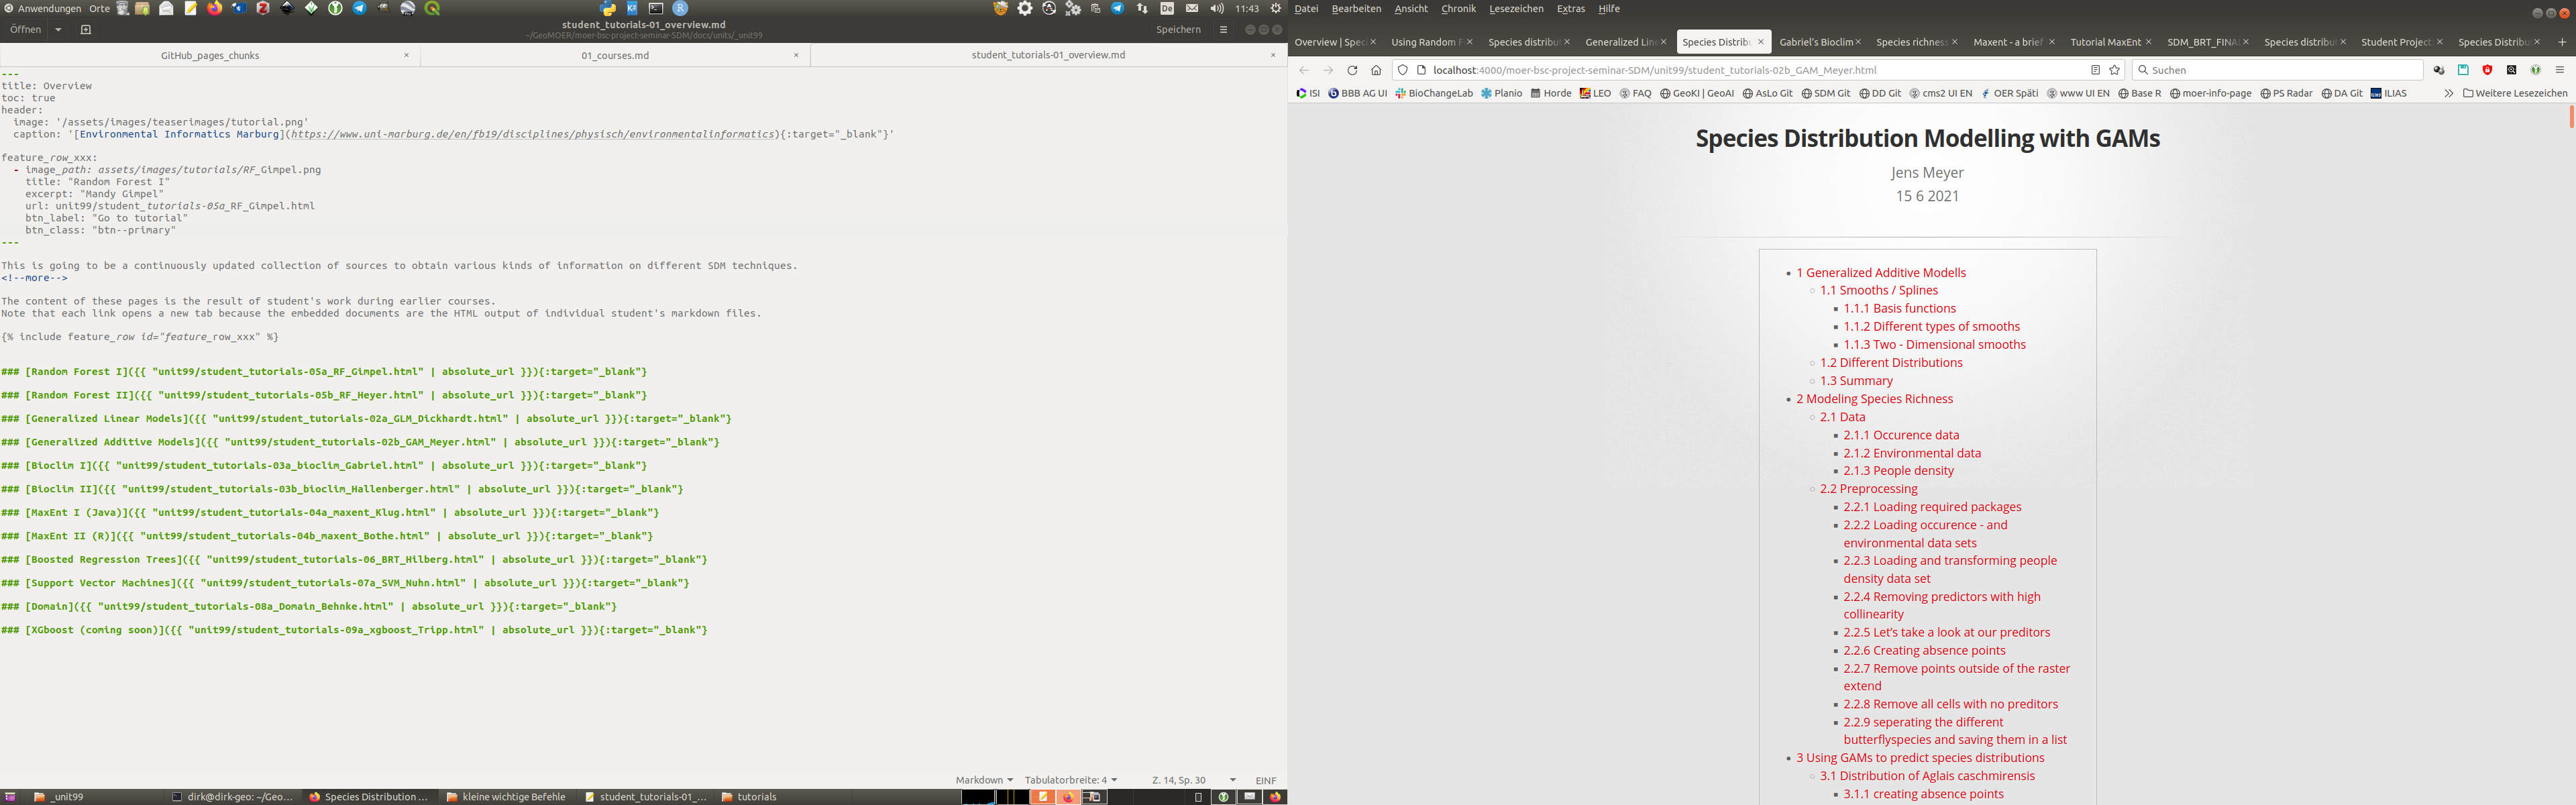 Anwendungen Orte
De 11:43
Öffnen
student_tutorials-01_overview.md
~/GeoMOER/moer-bsc-project-seminar-SDM/docs/units/_unit99
Speichern
GitHub_pages_chunks ×
01_courses.md ×
student_tutorials-01_overview.md ×
---
title: Overview
toc: true
header:
image: '/assets/images/teaserimages/tutorial.png'
caption: '[Environmental Informatics Marburg](https://www.uni-marburg.de/en/fb19/disciplines/physisch/environmentalinformatics){:target="_blank"}'
feature_row_xxx:
- image_path: assets/images/tutorials/RF_Gimpel.png
title: "Random Forest I"
excerpt: "Mandy Gimpel"
url: unit99/student_tutorials-05a_RF_Gimpel.html
btn_label: "Go to tutorial"
btn_class: "btn--primary"
---
This is going to be a continuously updated collection of sources to obtain various kinds of information on different SDM techniques.
<!--more-->
The content of these pages is the result of student's work during earlier courses.
Note that each link opens a new tab because the embedded documents are the HTML output of individual student's markdown files.
{% include feature_row id="feature_row_xxx" %}
### [Random Forest I]({{ "unit99/student_tutorials-05a_RF_Gimpel.html" | absolute_url }}){:target="_blank"}
### [Random Forest II]({{ "unit99/student_tutorials-05b_RF_Heyer.html" | absolute_url }}){:target="_blank"}
### [Generalized Linear Models]({{ "unit99/student_tutorials-02a_GLM_Dickhardt.html" | absolute_url }}){:target="_blank"}
### [Generalized Additive Models]({{ "unit99/student_tutorials-02b_GAM_Meyer.html" | absolute_url }}){:target="_blank"}
### [Bioclim I]({{ "unit99/student_tutorials-03a_bioclim_Gabriel.html" | absolute_url }}){:target="_blank"}
### [Bioclim II]({{ "unit99/student_tutorials-03b_bioclim_Hallenberger.html" | absolute_url }}){:target="_blank"}
### [MaxEnt I (Java)]({{ "unit99/student_tutorials-04a_maxent_Klug.html" | absolute_url }}){:target="_blank"}
### [MaxEnt II (R)]({{ "unit99/student_tutorials-04b_maxent_Bothe.html" | absolute_url }}){:target="_blank"}
### [Boosted Regression Trees]({{ "unit99/student_tutorials-06_BRT_Hilberg.html" | absolute_url }}){:target="_blank"}
### [Support Vector Machines]({{ "unit99/student_tutorials-07a_SVM_Nuhn.html" | absolute_url }}){:target="_blank"}
### [Domain]({{ "unit99/student_tutorials-08a_Domain_Behnke.html" | absolute_url }}){:target="_blank"}
### [XGboost (coming soon)]({{ "unit99/student_tutorials-09a_xgboost_Tripp.html" | absolute_url }}){:target="_blank"}
Markdown Tabulatorbreite: 4 Z. 14, Sp. 30 EINF
_unit99 dirk@dirk-geo: ~/Geo… Species Distribution … kleine wichtige Befehle student_tutorials-01_… tutorials
Datei Bearbeiten Ansicht Chronik Lesezeichen Extras Hilfe
Overview | Spec Using Random F Species distribut Generalized Lin Species Distribu Gabriel's Bioclim Species richness Maxent - a brief Tutorial MaxEnt SDM_BRT_FINAL Species distribut Student Project Species Distribu
localhost:4000/moer-bsc-project-seminar-SDM/unit99/student_tutorials-02b_GAM_Meyer.html
Suchen
ISI BBB AG UI BioChangeLab Planio Horde LEO FAQ GeoKI | GeoAI AsLo Git SDM Git DD Git cms2 UI EN OER Späti www UI EN Base R moer-info-page PS Radar DA Git ILIAS Weitere Lesezeichen
Species Distribution Modelling with GAMs
Jens Meyer
15 6 2021
1 Generalized Additive Modells
1.1 Smooths / Splines
1.1.1 Basis functions
1.1.2 Different types of smooths
1.1.3 Two - Dimensional smooths
1.2 Different Distributions
1.3 Summary
2 Modeling Species Richness
2.1 Data
2.1.1 Occurence data
2.1.2 Environmental data
2.1.3 People density
2.2 Preprocessing
2.2.1 Loading required packages
2.2.2 Loading occurence - and
environmental data sets
2.2.3 Loading and transforming people
density data set
2.2.4 Removing predictors with high
collinearity
2.2.5 Let's take a look at our preditors
2.2.6 Creating absence points
2.2.7 Remove points outside of the raster
extend
2.2.8 Remove all cells with no preditors
2.2.9 seperating the different
butterflyspecies and saving them in a list
3 Using GAMs to predict species distributions
3.1 Distribution of Aglais caschmirensis
3.1.1 creating absence points